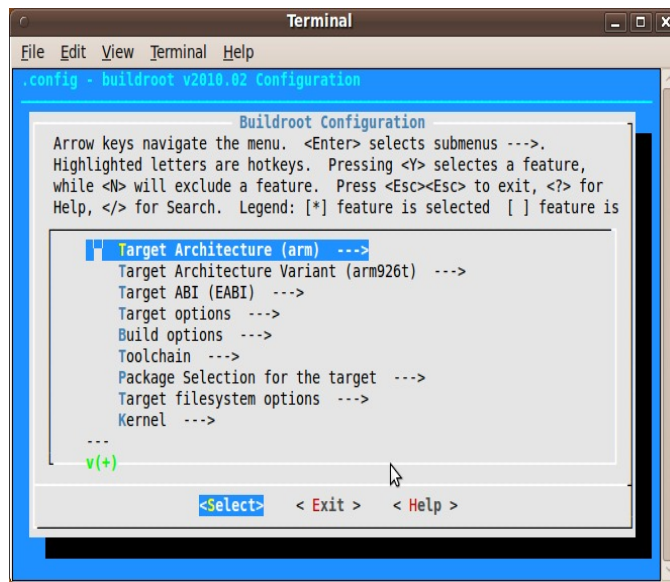 Terminal
File Edit View Terminal Help
.config - buildroot v2010.02 Configuration
Buildroot Configuration
Arrow keys navigate the menu. <Enter> selects submenus --->.
Highlighted letters are hotkeys. Pressing <Y> selectes a feature,
while <N> will exclude a feature. Press <Esc><Esc> to exit, <?> for
Help, </> for Search. Legend: [*] feature is selected [ ] feature is
Target Architecture (arm) --->
Target Architecture Variant (arm926t) --->
Target ABI (EABI) --->
Target options --->
Build options --->
Toolchain --->
Package Selection for the target --->
Target filesystem options --->
Kernel --->
---
v(+)
<Select> < Exit > < Help >